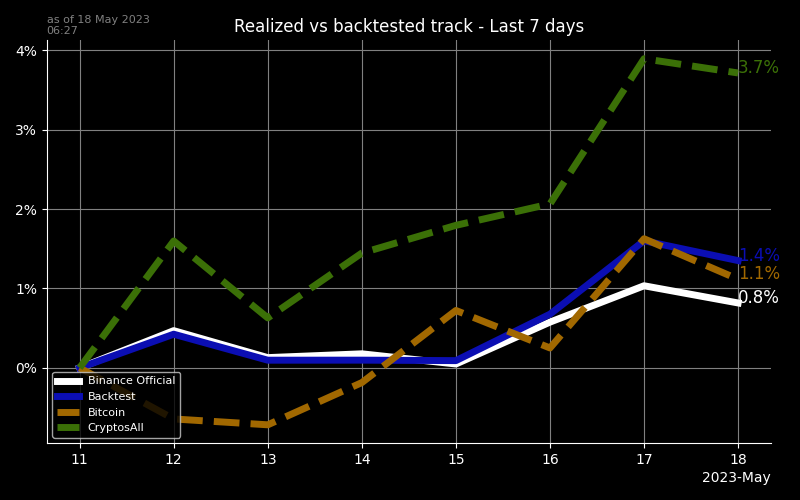 as of 18 May 2023
06:27
Realized vs backtested track - Last 7 days
4%
3%
2%
1%
0%
3.7%
1.4%
1.1%
0.8%
Binance Official
Backtest
Bitcoin
CryptosAll
11 12 13 14 15 16 17 18
2023-May